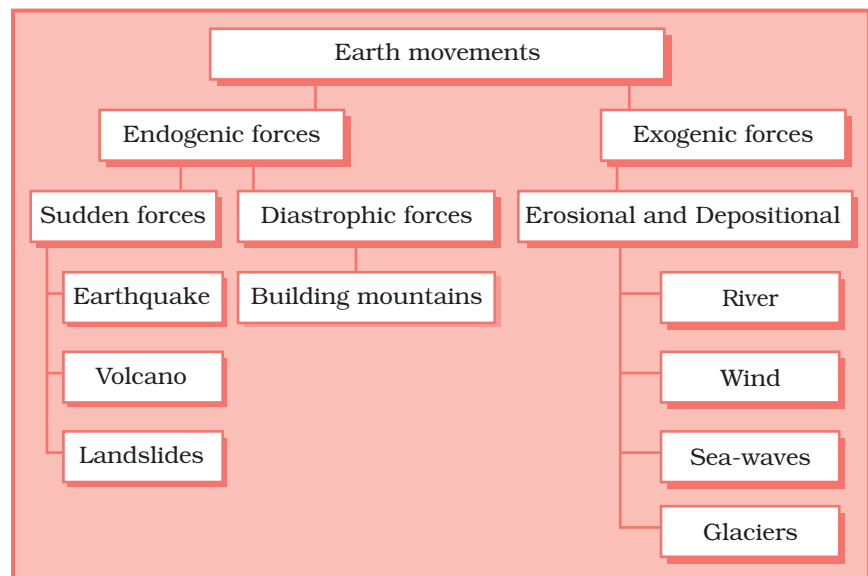 Earth movements
Endogenic forces
Exogenic forces
Sudden forces
Diastrophic forces
Erosional and Depositional
Earthquake
Building mountains
River
Volcano
Wind
Landslides
Sea-waves
Glaciers